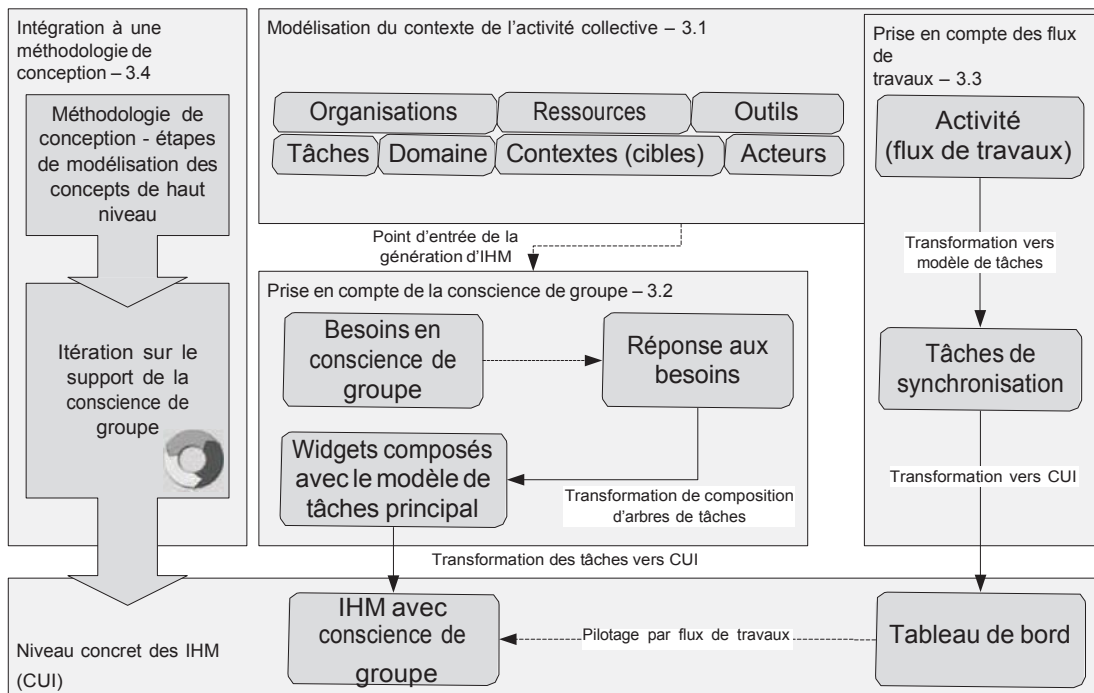 Intégration à une
méthodologie de
conception – 3.4
Méthodologie de
conception - étapes
de modélisation des
concepts de haut
niveau
Itération sur le
support de la
conscience de
groupe
Modélisation du contexte de l'activité collective – 3.1
Organisations
Ressources
Outils
Tâches
Domaine
Contextes (cibles)
Acteurs
Prise en compte des flux
de
travaux – 3.3
Activité
(flux de travaux)
Transformation vers
modèle de tâches
Tâches de
synchronisation
Transformation vers CUI
Point d'entrée de la
génération d'IHM
Prise en compte de la conscience de groupe – 3.2
Besoins en
conscience de
groupe
Réponse aux
besoins
Widgets composés
avec le modèle de
tâches principal
Transformation de composition
d'arbres de tâches
Transformation des tâches vers CUI
Niveau concret des IHM
(CUI)
IHM avec
conscience de
groupe
Pilotage par flux de travaux
Tableau de bord